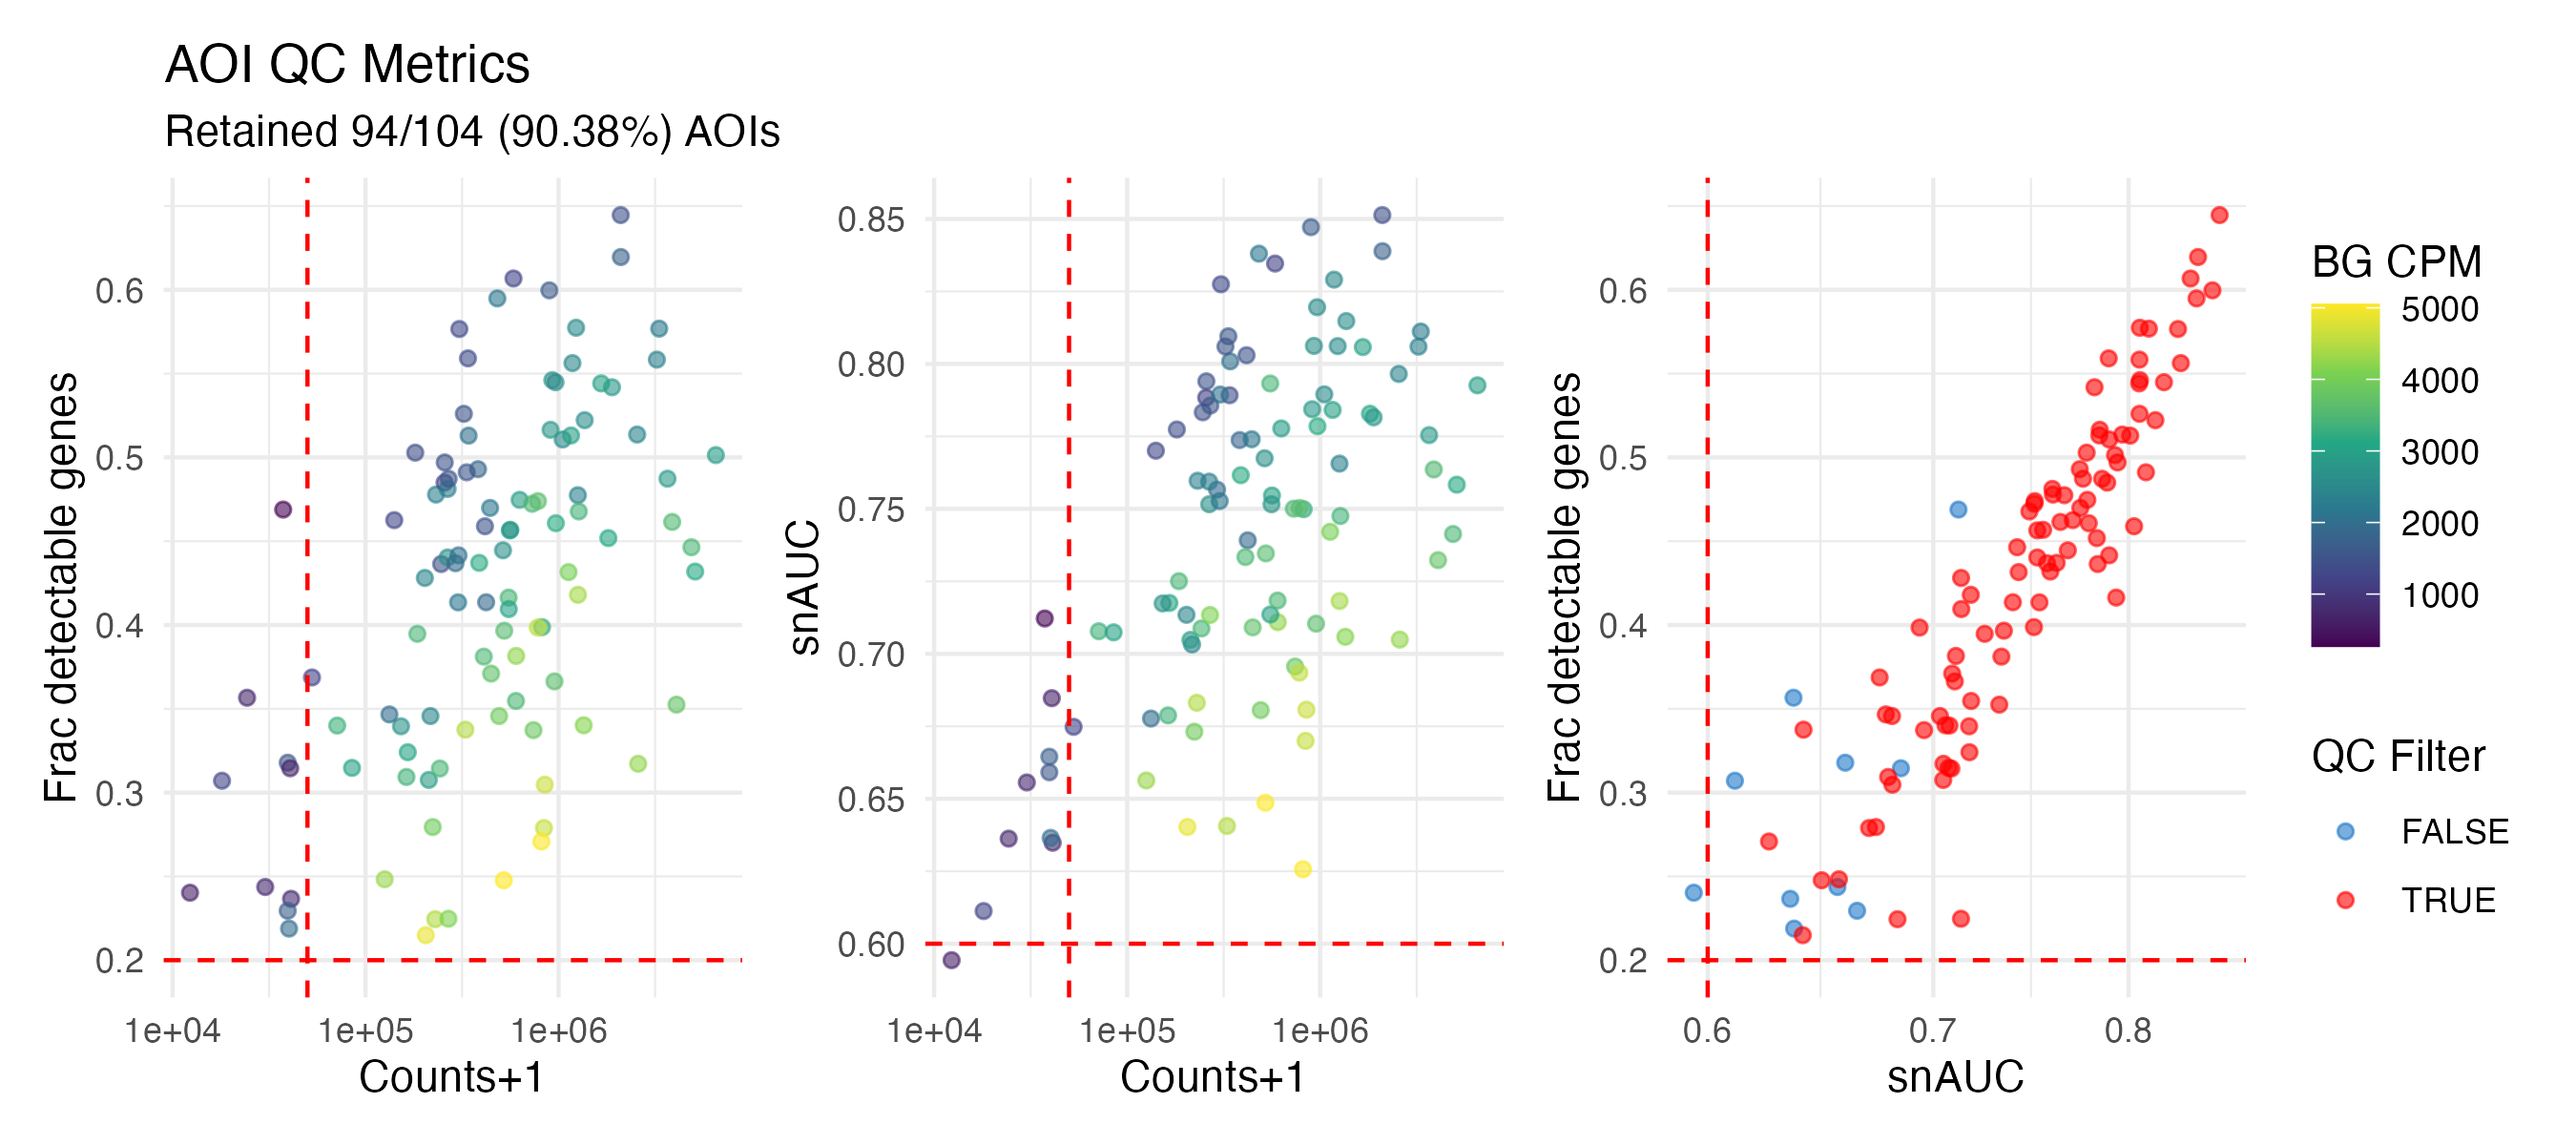 AOI QC Metrics
Retained 94/104 (90.38%) AOIs
Frac detectable genes
0.6
0.5
0.4
0.3
0.2
1e+04 1e+05 1e+06
Counts+1
snAUC
0.85
0.80
0.75
0.70
0.65
0.60
1e+04 1e+05 1e+06
Counts+1
Frac detectable genes
0.6
0.5
0.4
0.3
0.2
0.6 0.7 0.8
snAUC
BG CPM
5000
4000
3000
2000
1000
QC Filter
FALSE
TRUE